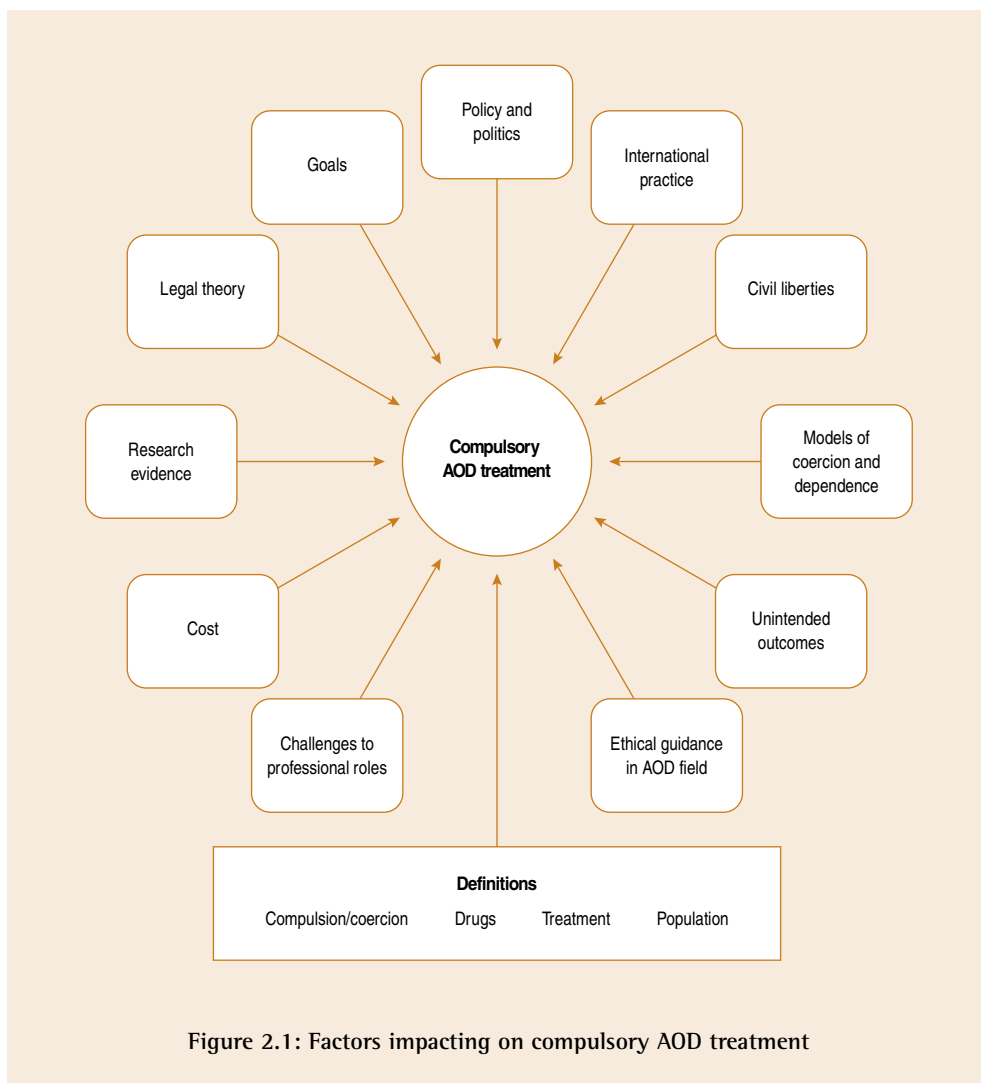 Policy and
politics
Goals
International
practice
Legal theory
Civil liberties
Research
evidence
Compulsory
AOD treatment
Models of
coercion and
dependence
Cost
Unintended
outcomes
Challenges to
professional roles
Ethical guidance
in AOD field
Definitions
Compulsion/coercion Drugs Treatment Population
Figure 2.1: Factors impacting on compulsory AOD treatment